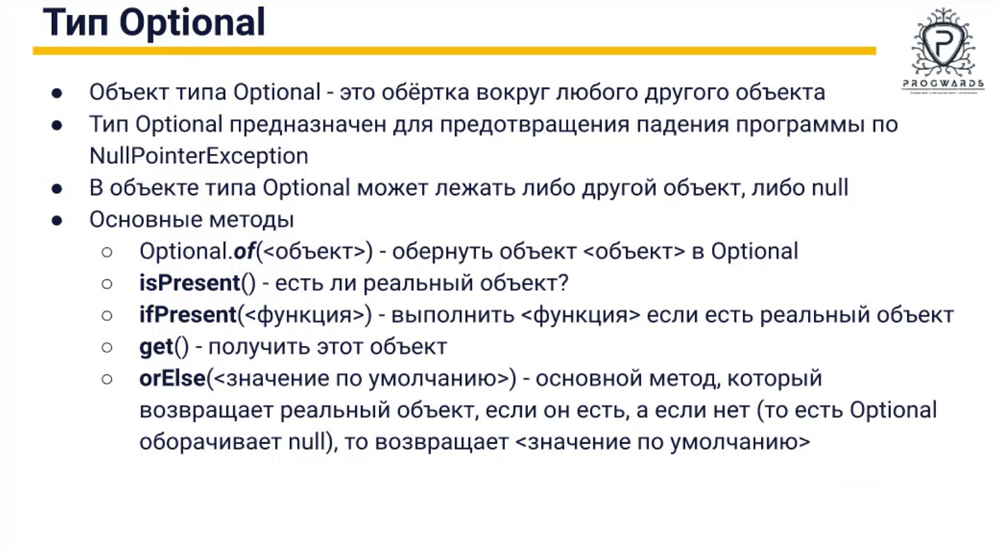 Тип Optional
P
PROGWARDS
● Объект типа Optional - это обёртка вокруг любого другого объекта
● Тип Optional предназначен для предотвращения падения программы по
NullPointerException
● В объекте типа Optional может лежать либо другой объект, либо null
● Основные методы
○ Optional.of(<объект>) - обернуть объект <объект> в Optional
○ isPresent() - есть ли реальный объект?
○ ifPresent(<функция>) - выполнить <функция> если есть реальный объект
○ get() - получить этот объект
○ orElse(<значение по умолчанию>) - основной метод, который
возвращает реальный объект, если он есть, а если нет (то есть Optional
оборачивает null), то возвращает <значение по умолчанию>